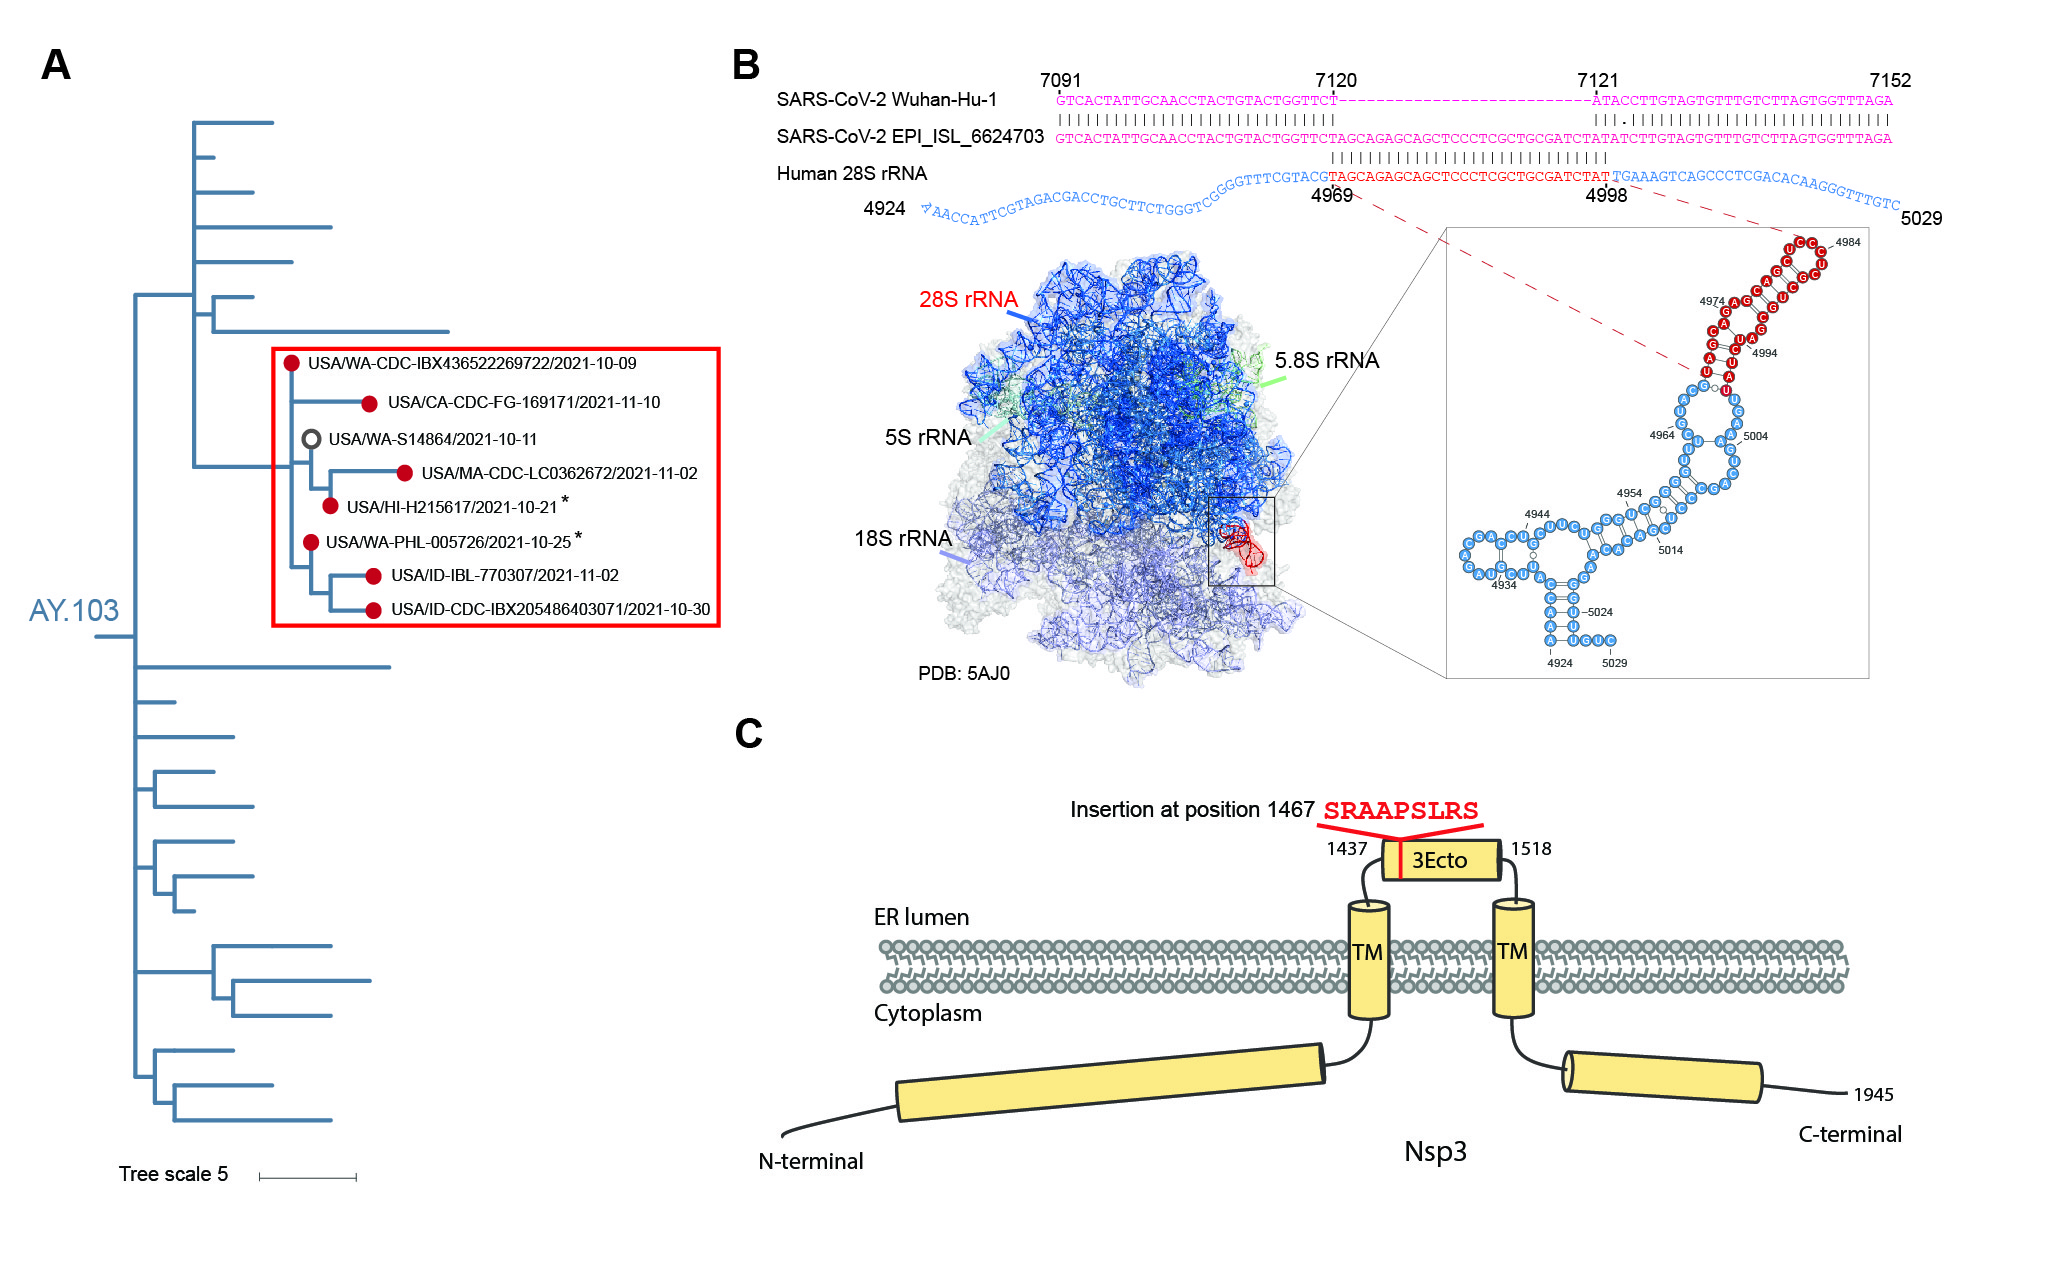 A
AY.103
USA/WA-CDC-IBX436522269722/2021-10-09
USA/CA-CDC-FG-169171/2021-11-10
USA/WA-S14864/2021-10-11
USA/MA-CDC-LC0362672/2021-11-02
USA/HI-H215617/2021-10-21 *
USA/WA-PHL-005726/2021-10-25 *
USA/ID-IBL-770307/2021-11-02
USA/ID-CDC-IBX205486403071/2021-10-30
Tree scale 5
B
7091 7120 7121 7152
SARS-CoV-2 Wuhan-Hu-1 GTCACTATTGCAACCTACTGTACTGGTTCT----------------------------ATACCTTGTAGTGTTTGTCTTAGTGGTTTAGA
SARS-CoV-2 EPI_ISL_6624703 GTCACTATTGCAACCTACTGTACTGGTTCTAGCAGAGCAGCTCCCTCGCTGCGATCTATATCTTGTAGTGTTTGTCTTAGTGGTTTAGA
Human 28S rRNA
4924 AAACCATTCGTAGACGACCTGCTTCTGGGTCGGGGTTTCGTACGTAGCAGAGCAGCTCCCTCGCTGCGATCTATTGAAAGTCAGCCCTCGACACAAGGGTTTGTC 5029
4969 4998
28S rRNA
5.8S rRNA
5S rRNA
18S rRNA
PDB: 5AJ0
4984
4974
4994
4964
5004
4954
4944
5014
4934
5024
4924 5029
C
Insertion at position 1467 SRAAPSLRS
1437 3Ecto 1518
ER lumen
TM TM
Cytoplasm
1945
N-terminal
C-terminal
Nsp3